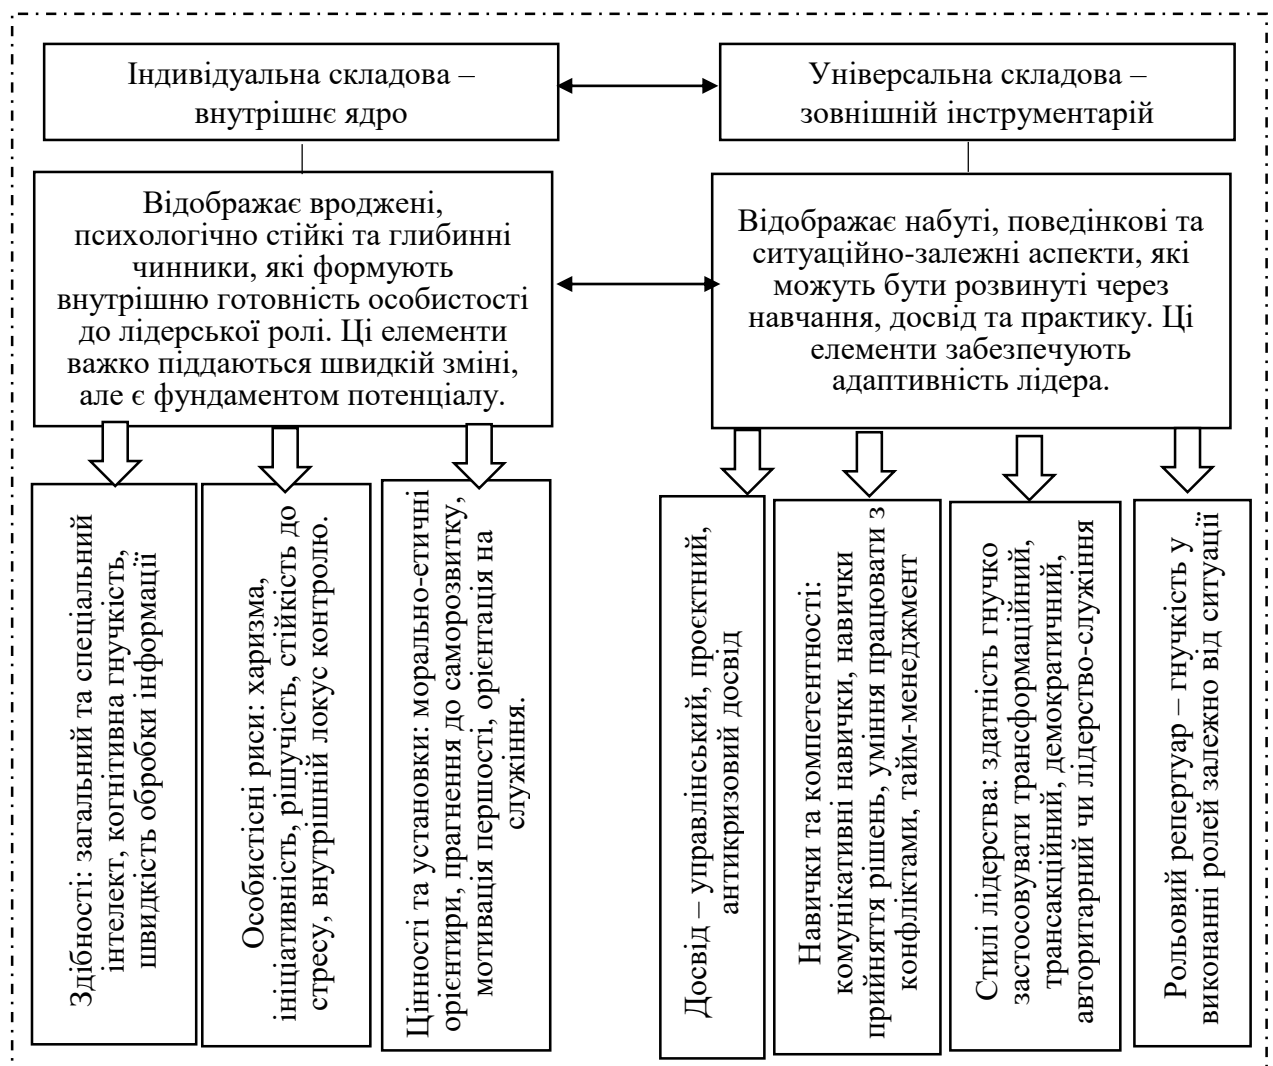 Індивідуальна складова –
внутрішнє ядро
Універсальна складова –
зовнішній інструментарій
Відображає вроджені,
психологічно стійкі та глибинні
чинники, які формують
внутрішню готовність особистості
до лідерської ролі. Ці елементи
важко піддаються швидкій зміні,
але є фундаментом потенціалу.
Відображає набуті, поведінкові та
ситуаційно-залежні аспекти, які
можуть бути розвинуті через
навчання, досвід та практику. Ці
елементи забезпечують
адаптивність лідера.
Здібності: загальний та спеціальний
інтелект, когнітивна гнучкість,
швидкість обробки інформації
Особистісні риси: харизма,
ініціативність, рішучість, стійкість до
стресу, внутрішній локус контролю.
Цінності та установки: морально-етичні
орієнтири, прагнення до саморозвитку,
мотивація першості, орієнтація на
служіння.
Досвід – управлінський, проєктний,
антикризовий досвід
Навички та компетентності:
комунікативні навички, навички
прийняття рішень, уміння працювати з
конфліктами, тайм-менеджмент
Стилі лідерства: здатність гнучко
застосовувати трансформаційний,
трансакційний, демократичний,
авторитарний чи лідерство-служіння
Рольовий репертуар – гнучкість у
виконанні ролей залежно від ситуації